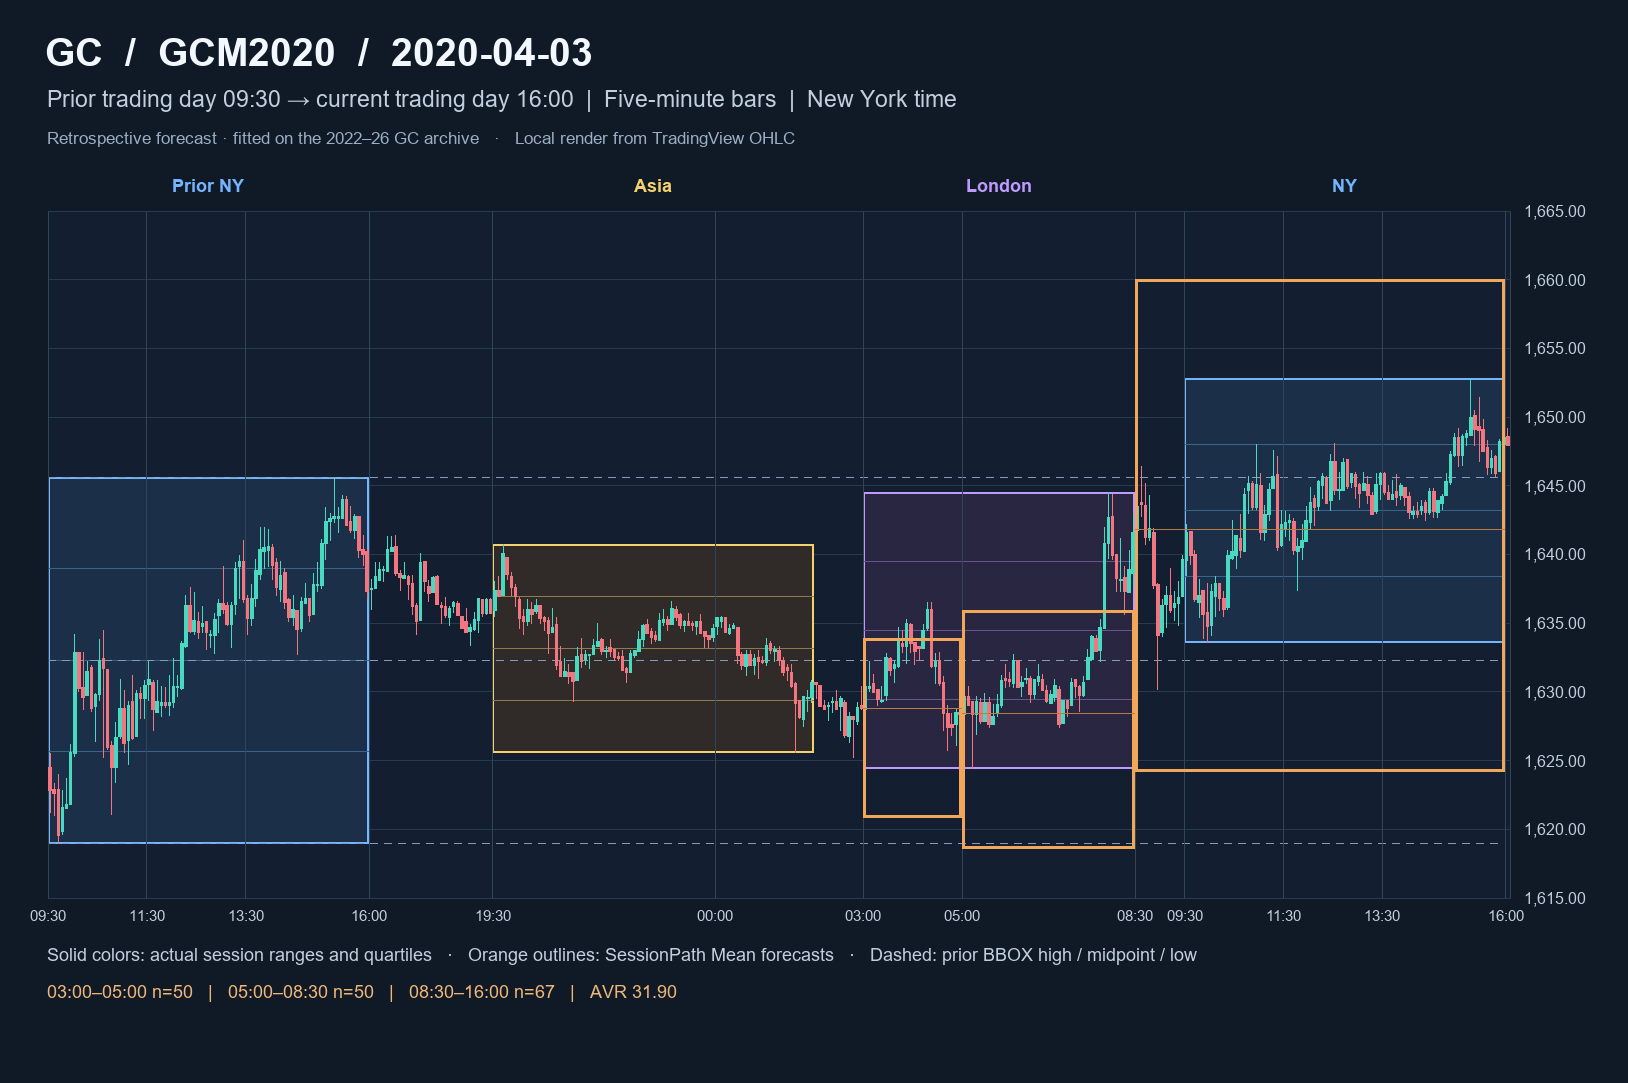 GC / GCM2020 / 2020-04-03
Prior trading day 09:30 → current trading day 16:00 | Five-minute bars | New York time
Retrospective forecast · fitted on the 2022–26 GC archive · Local render from TradingView OHLC
Prior NY Asia London NY
1,665.00
1,660.00
1,655.00
1,650.00
1,645.00
1,640.00
1,635.00
1,630.00
1,625.00
1,620.00
1,615.00
09:30 11:30 13:30 16:00 19:30 00:00 03:00 05:00 08:30 09:30 11:30 13:30 16:00
Solid colors: actual session ranges and quartiles · Orange outlines: SessionPath Mean forecasts · Dashed: prior BBOX high / midpoint / low
03:00–05:00 n=50 | 05:00–08:30 n=50 | 08:30–16:00 n=67 | AVR 31.90